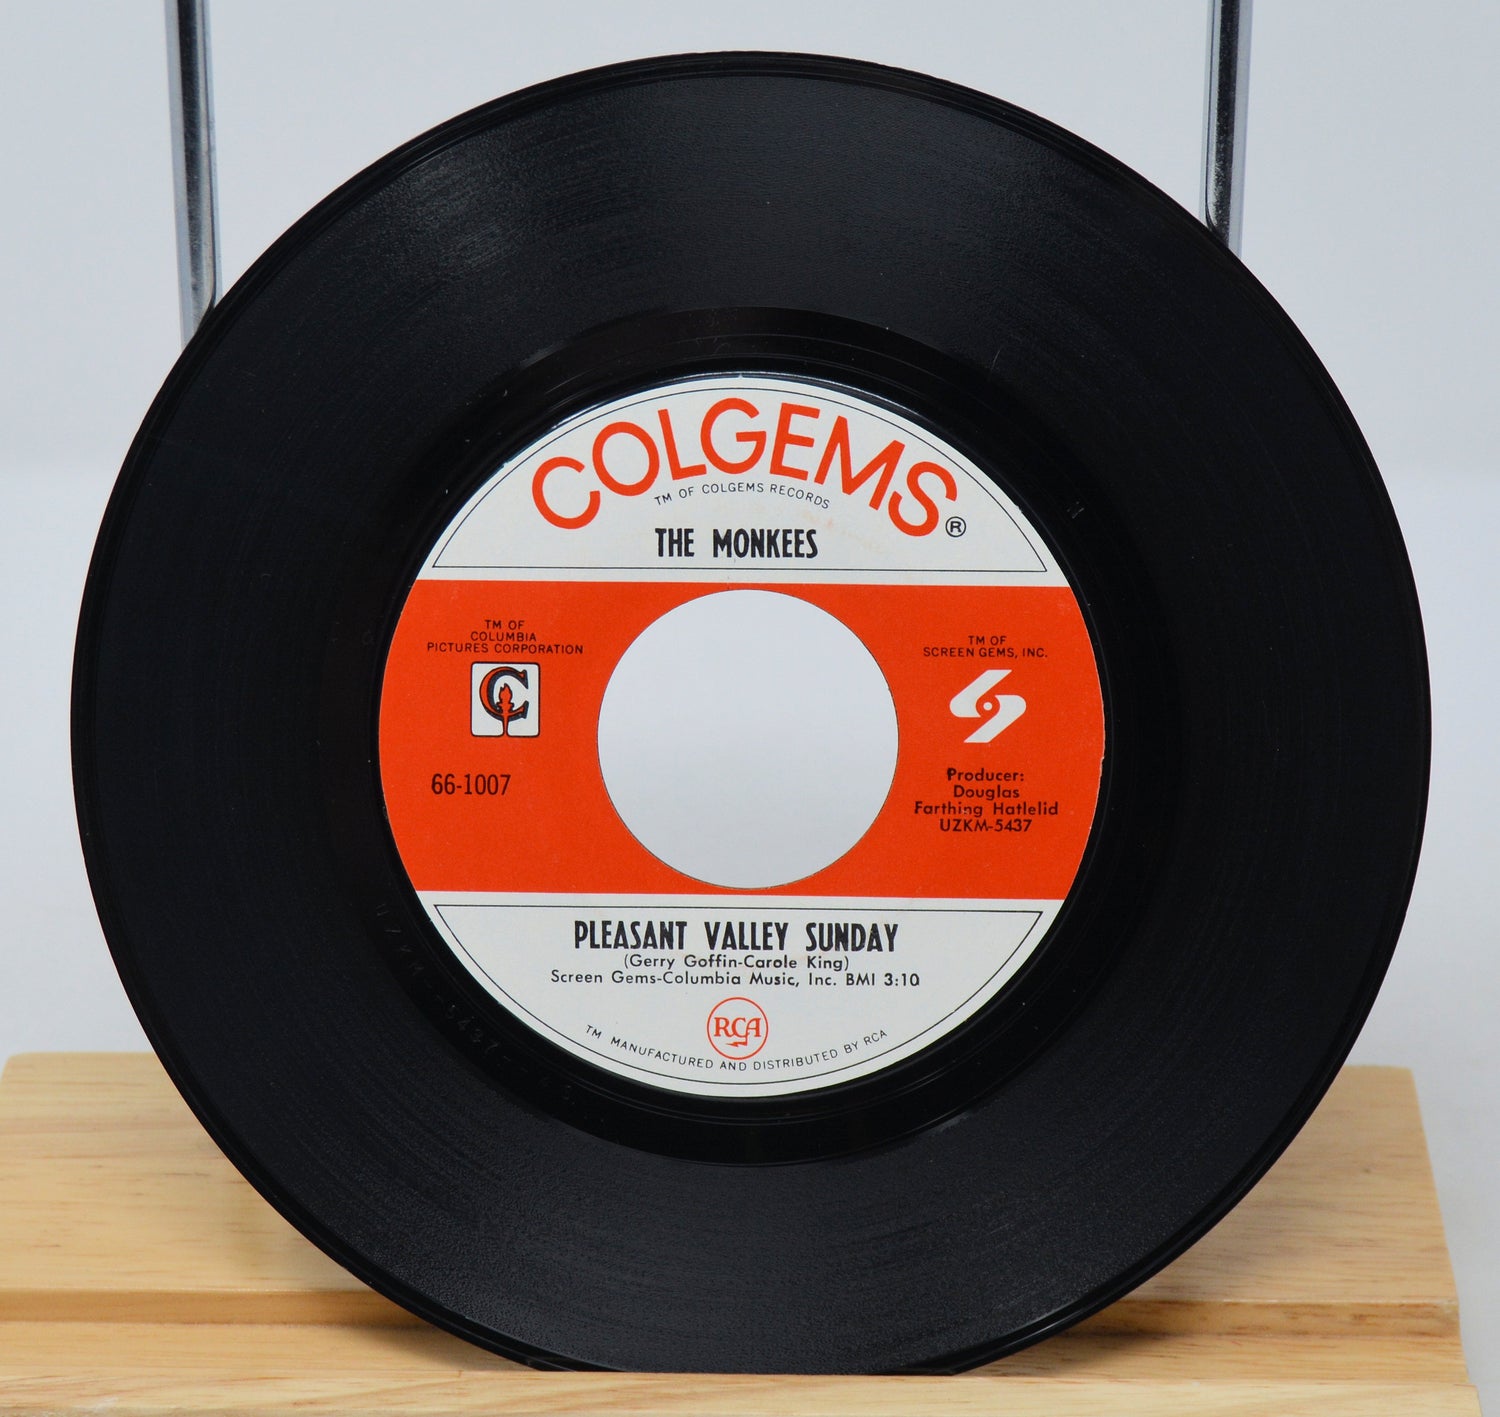 COLGEMS®
TM OF COLGEMS RECORDS
THE MONKEES
TM OF
COLUMBIA
PICTURES CORPORATION
C
66-1007
TM OF
SCREEN GEMS, INC.
Producer:
Douglas
Farthing Hatlelid
UZKM-5437
PLEASANT VALLEY SUNDAY
(Gerry Goffin-Carole King)
Screen Gems-Columbia Music, Inc. BMI 3:10
RCA
TM MANUFACTURED AND DISTRIBUTED BY RCA